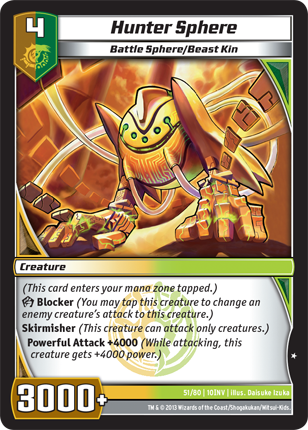 4
Hunter Sphere
Battle Sphere/Beast Kin
Creature
(This card enters your mana zone tapped.)
Blocker (You may tap this creature to change an
enemy creature's attack to this creature.)
Skirmisher (This creature can attack only creatures.)
Powerful Attack +4000 (While attacking, this
creature gets +4000 power.)
3000+
51/80 | 10INV | Illus. Daisuke Izuka
TM & © 2013 Wizards of the Coast/Shogakukan/Mitsui-Kids.